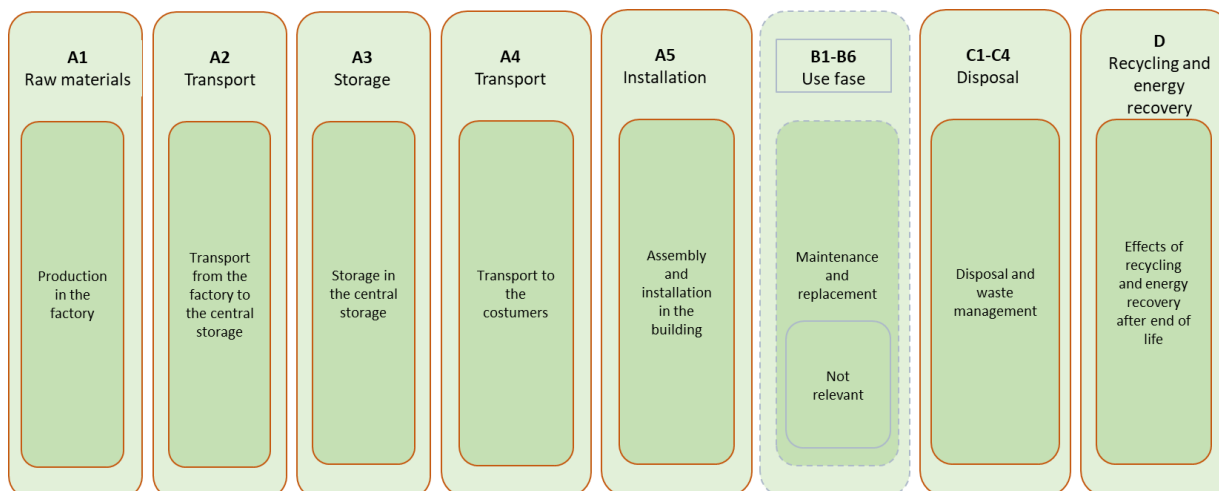 A1
Raw materials
Production
in the
factory
A2
Transport
Transport
from the
factory to
the central
storage
A3
Storage
Storage in
the central
storage
A4
Transport
Transport to
the
costumers
A5
Installation
Assembly
and
installation
in the
building
B1-B6
Use fase
Maintenance
and
replacement
Not
relevant
C1-C4
Disposal
Disposal and
waste
management
D
Recycling and
energy
recovery
Effects of
recycling
and energy
recovery
after end of
life